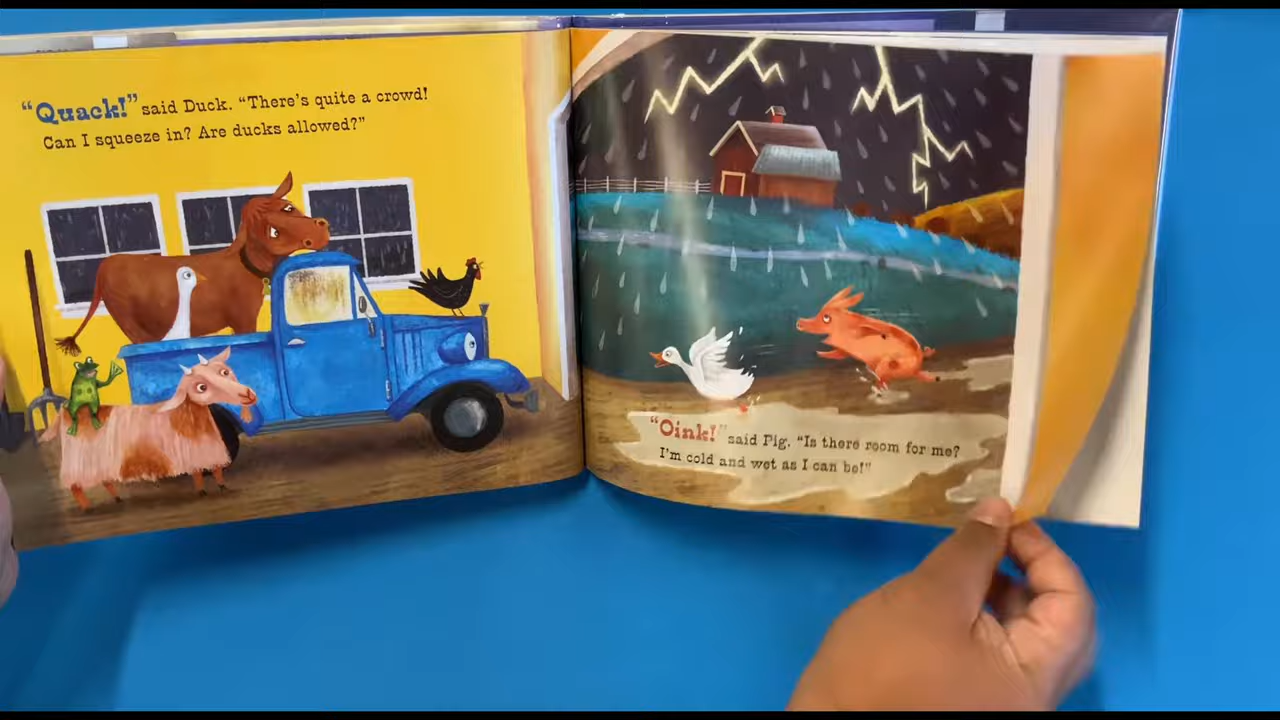 “Quack!” said Duck. “There’s quite a crowd!
Can I squeeze in? Are ducks allowed?”
“Oink!” said Pig. “Is there room for me?
I’m cold and wet as I can be!”